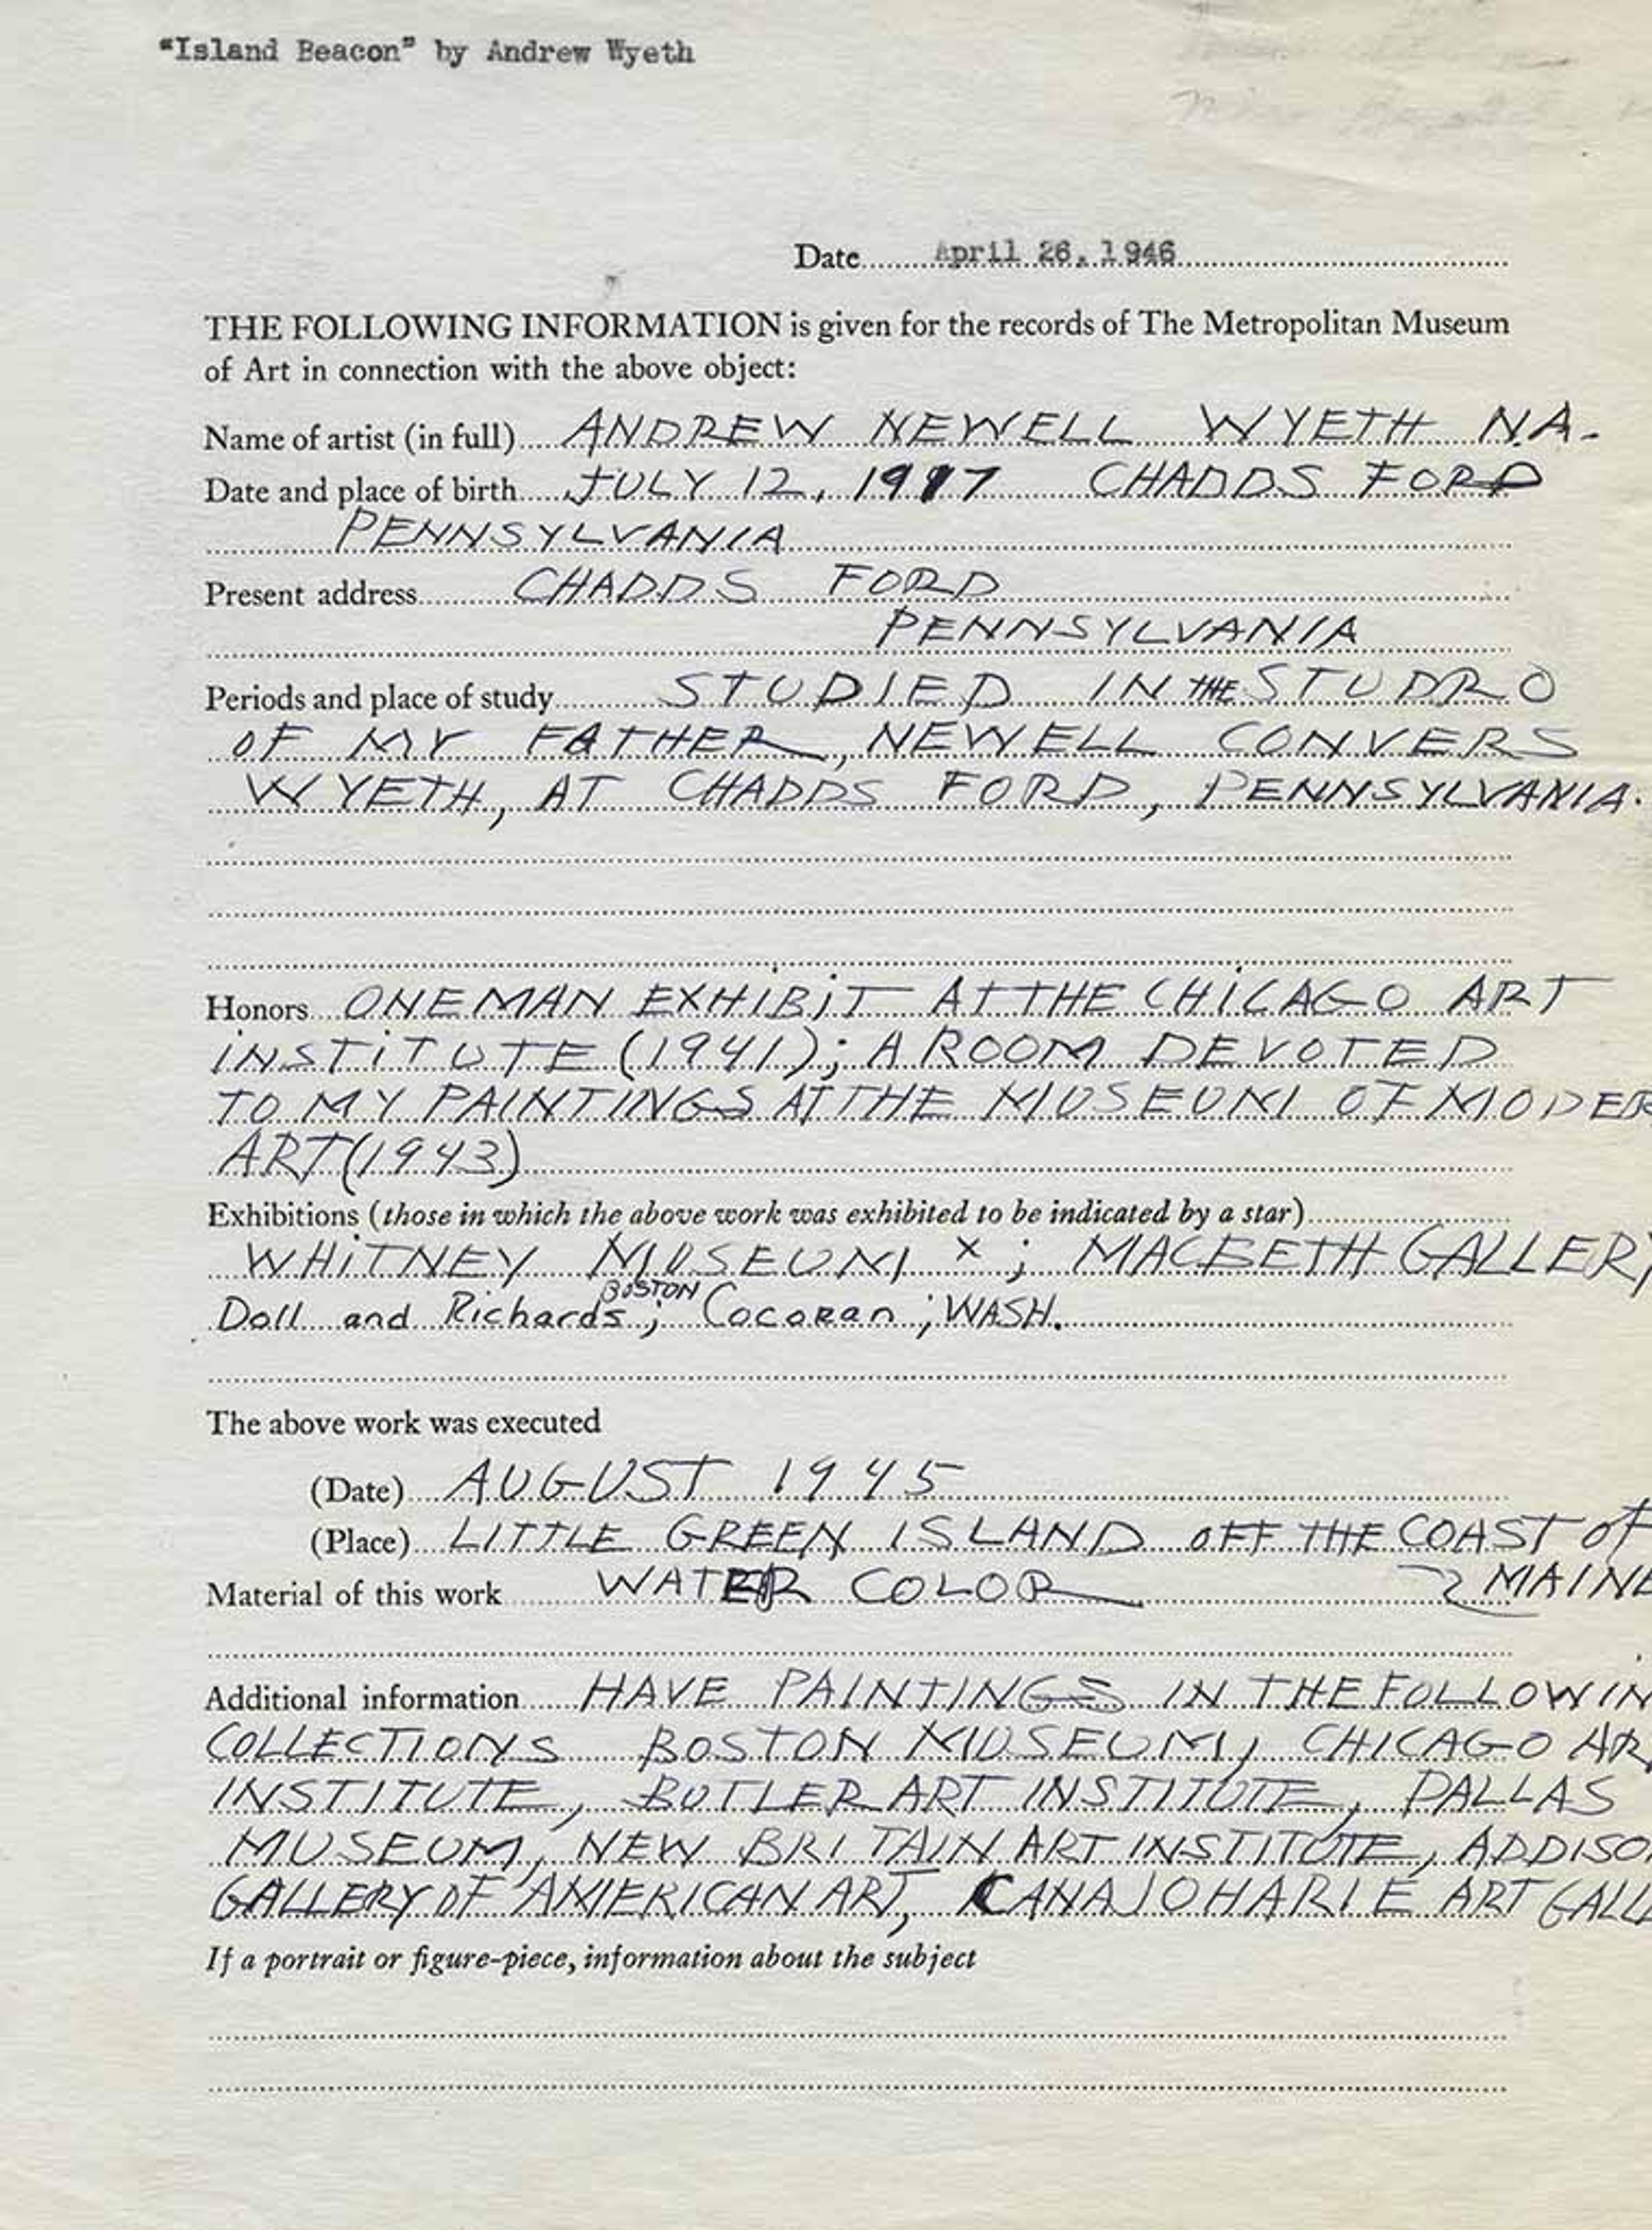 "Island Beacon" by Andrew Wyeth
Date April 26, 1946
THE FOLLOWING INFORMATION is given for the records of The Metropolitan Museum
of Art in connection with the above object:
Name of artist (in full) ANDREW NEWELL WYETH N.A.
Date and place of birth JULY 12, 1917 CHADDS FORD
PENNSYLVANIA
Present address CHADDS FORD
PENNSYLVANIA
Periods and place of study STUDIED IN THE STUDRO
OF MY FATHER, NEWELL CONVERS
WYETH, AT CHADDS FORD, PENNSYLVANIA.
Honors ONE MAN EXHIBiT AT THE CHiCAGO ART
iNSTiTUTE (1941); A ROOM DEVOTED
TO MY PAINTINGS AT THE MUSEUM OF MODER
ART (1943)
Exhibitions (those in which the above work was exhibited to be indicated by a star)
WHiTNEY MUSEUM x ; MACBETH GALLERY
Doll and Richards BOSTON; Cocoran ; WASH.
The above work was executed
(Date) AUGUST 1945
(Place) LITTLE GREEN ISLAND OFF THE COAST OF
MAINE
Material of this work WATER COLOR
Additional information HAVE PAINTINGS IN THE FOLLOWIN
COLLECTIONS BOSTON MUSEUM, CHICAGO AR
INSTITUTE, BUTLER ART INSTITUTE, DALLAS
MUSEUM, NEW BRITAIN ART INSTITUTE, ADDISO
GALLERY OF AMERICAN ART, CANAJOHARIE ART GALL
If a portrait or figure-piece, information about the subject